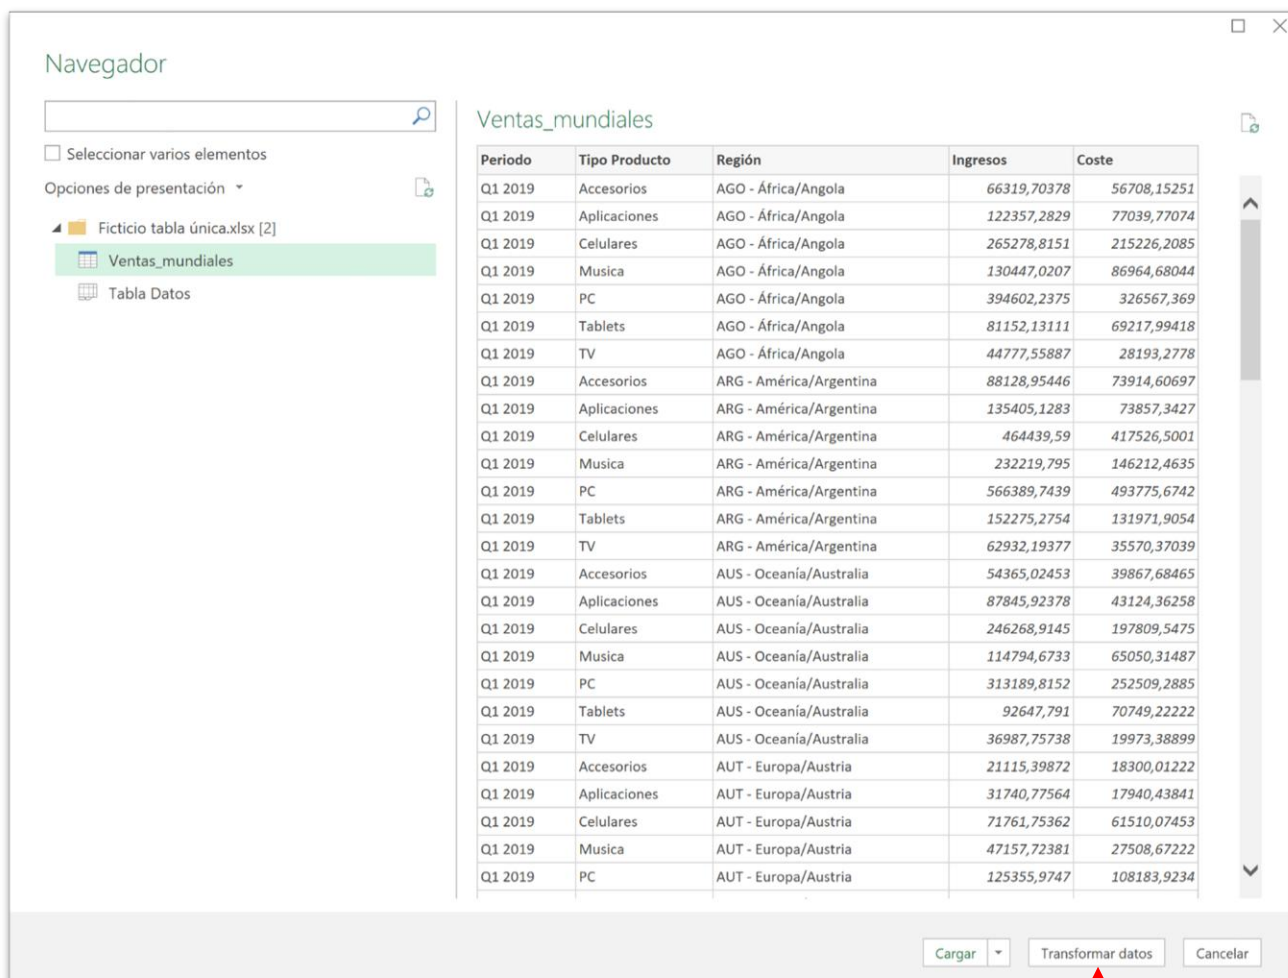 Navegador
Seleccionar varios elementos
Opciones de presentación
Ficticio tabla única.xlsx [2]
Ventas_mundiales
Tabla Datos
Ventas_mundiales
Periodo Tipo Producto Región Ingresos Coste
Q1 2019 Accesorios AGO - África/Angola 66319,70378 56708,15251
Q1 2019 Aplicaciones AGO - África/Angola 122357,2829 77039,77074
Q1 2019 Celulares AGO - África/Angola 265278,8151 215226,2085
Q1 2019 Musica AGO - África/Angola 130447,0207 86964,68044
Q1 2019 PC AGO - África/Angola 394602,2375 326567,369
Q1 2019 Tablets AGO - África/Angola 81152,13111 69217,99418
Q1 2019 TV AGO - África/Angola 44777,55887 28193,2778
Q1 2019 Accesorios ARG - América/Argentina 88128,95446 73914,60697
Q1 2019 Aplicaciones ARG - América/Argentina 135405,1283 73857,3427
Q1 2019 Celulares ARG - América/Argentina 464439,59 417526,5001
Q1 2019 Musica ARG - América/Argentina 232219,795 146212,4635
Q1 2019 PC ARG - América/Argentina 566389,7439 493775,6742
Q1 2019 Tablets ARG - América/Argentina 152275,2754 131971,9054
Q1 2019 TV ARG - América/Argentina 62932,19377 35570,37039
Q1 2019 Accesorios AUS - Oceanía/Australia 54365,02453 39867,68465
Q1 2019 Aplicaciones AUS - Oceanía/Australia 87845,92378 43124,36258
Q1 2019 Celulares AUS - Oceanía/Australia 246268,9145 197809,5475
Q1 2019 Musica AUS - Oceanía/Australia 114794,6733 65050,31487
Q1 2019 PC AUS - Oceanía/Australia 313189,8152 252509,2885
Q1 2019 Tablets AUS - Oceanía/Australia 92647,791 70749,22222
Q1 2019 TV AUS - Oceanía/Australia 36987,75738 19973,38899
Q1 2019 Accesorios AUT - Europa/Austria 21115,39872 18300,01222
Q1 2019 Aplicaciones AUT - Europa/Austria 31740,77564 17940,43841
Q1 2019 Celulares AUT - Europa/Austria 71761,75362 61510,07453
Q1 2019 Musica AUT - Europa/Austria 47157,72381 27508,67222
Q1 2019 PC AUT - Europa/Austria 125355,9747 108183,9234
Cargar Transformar datos Cancelar